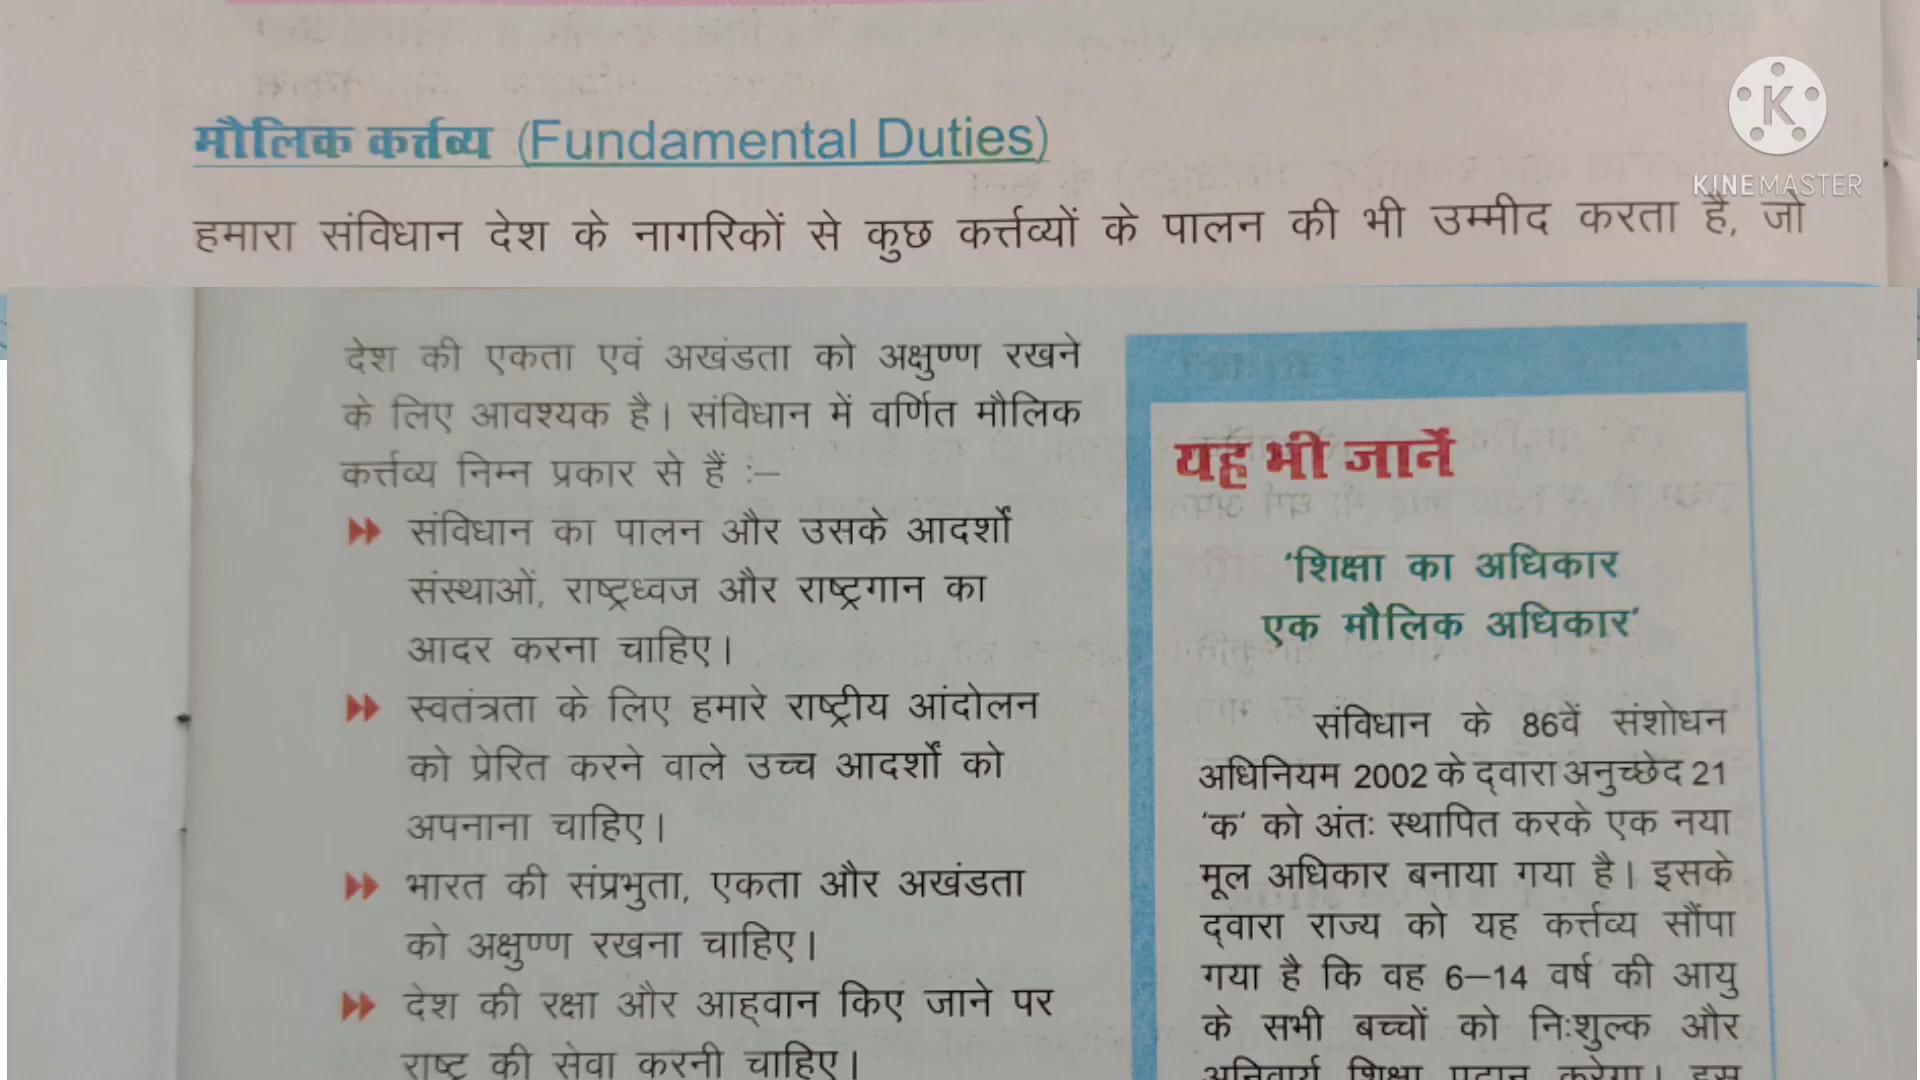 मौलिक कर्त्तव्य (Fundamental Duties)
KINEMASTER
हमारा संविधान देश के नागरिकों से कुछ कर्त्तव्यों के पालन की भी उम्मीद करता है, जो
देश की एकता एवं अखंडता को अक्षुण्ण रखने
के लिए आवश्यक है। संविधान में वर्णित मौलिक
कर्त्तव्य निम्न प्रकार से हैं :–
संविधान का पालन और उसके आदर्शों
संस्थाओं, राष्ट्रध्वज और राष्ट्रगान का
आदर करना चाहिए।
स्वतंत्रता के लिए हमारे राष्ट्रीय आंदोलन
को प्रेरित करने वाले उच्च आदर्शों को
अपनाना चाहिए।
भारत की संप्रभुता, एकता और अखंडता
को अक्षुण्ण रखना चाहिए।
देश की रक्षा और आह्वान किए जाने पर
राष्ट्र की सेवा करनी चाहिए।
यह भी जानें
'शिक्षा का अधिकार
एक मौलिक अधिकार'
संविधान के 86वें संशोधन
अधिनियम 2002 के द्वारा अनुच्छेद 21
'क' को अंतः स्थापित करके एक नया
मूल अधिकार बनाया गया है। इसके
द्वारा राज्य को यह कर्त्तव्य सौंपा
गया है कि वह 6–14 वर्ष की आयु
के सभी बच्चों को निःशुल्क और
अनिवार्य शिक्षा प्रदान करेगा। इस